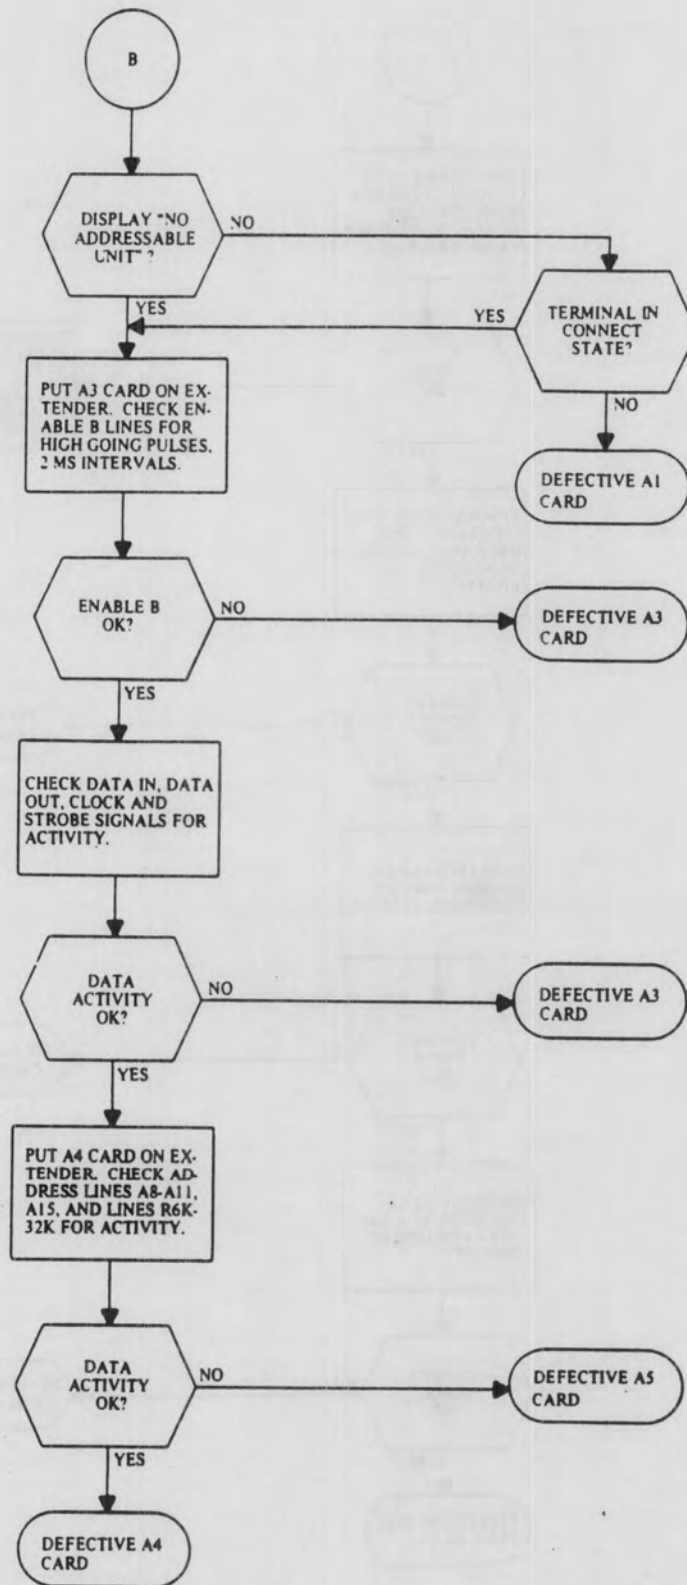 B
DISPLAY "NO
ADDRESSABLE
UNIT" ?
NO
YES
YES
TERMINAL IN
CONNECT
STATE?
NO
PUT A3 CARD ON EX-
TENDER. CHECK EN-
ABLE B LINES FOR
HIGH GOING PULSES,
2 MS INTERVALS.
DEFECTIVE A1
CARD
ENABLE B
OK?
NO
DEFECTIVE A3
CARD
YES
CHECK DATA IN, DATA
OUT, CLOCK AND
STROBE SIGNALS FOR
ACTIVITY.
DATA
ACTIVITY
OK?
NO
DEFECTIVE A3
CARD
YES
PUT A4 CARD ON EX-
TENDER. CHECK AD-
DRESS LINES A8-A11,
A15, AND LINES R6K-
32K FOR ACTIVITY.
DATA
ACTIVITY
OK?
NO
DEFECTIVE A5
CARD
YES
DEFECTIVE A4
CARD